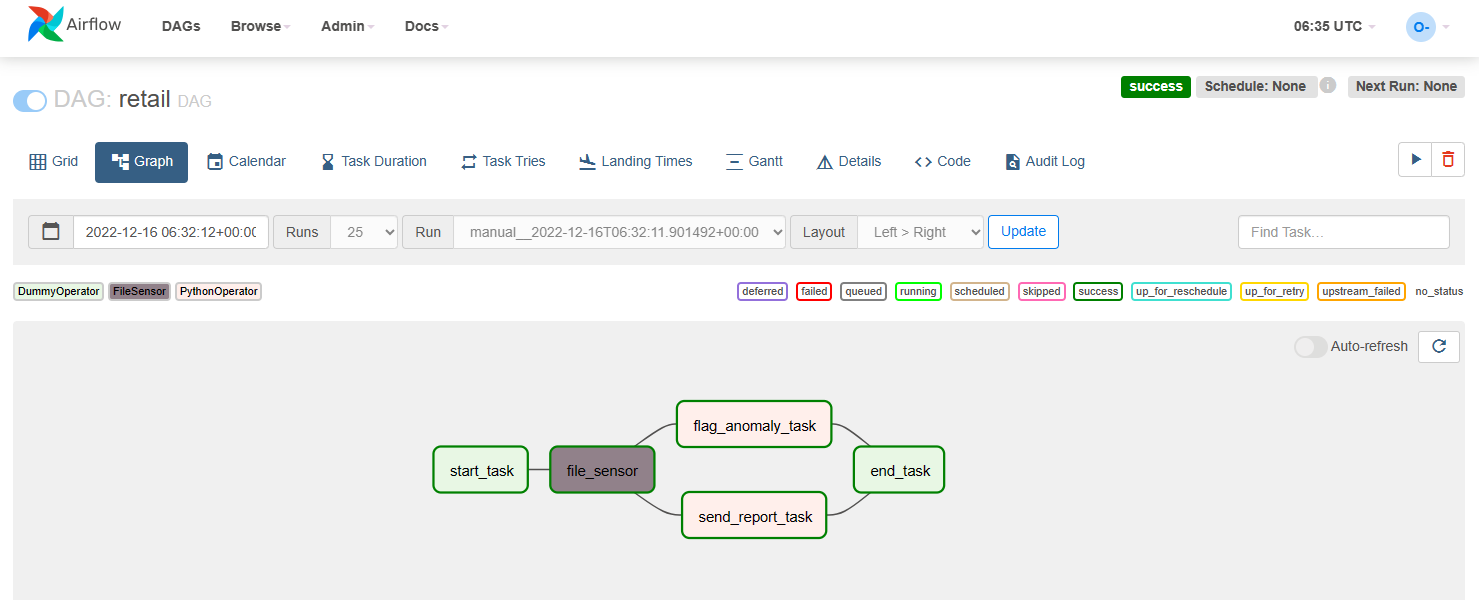 Airflow DAGs Browse Admin Docs 06:35 UTC O-
DAG: retail DAG success Schedule: None i Next Run: None
Grid Graph Calendar Task Duration Task Tries Landing Times Gantt Details Code Audit Log
2022-12-16 06:32:12+00:00 Runs 25 Run manual__2022-12-16T06:32:11.901492+00:00 Layout Left > Right Update Find Task...
DummyOperator FileSensor PythonOperator deferred failed queued running scheduled skipped success up_for_reschedule up_for_retry upstream_failed no_status
Auto-refresh
flag_anomaly_task
start_task file_sensor end_task
send_report_task